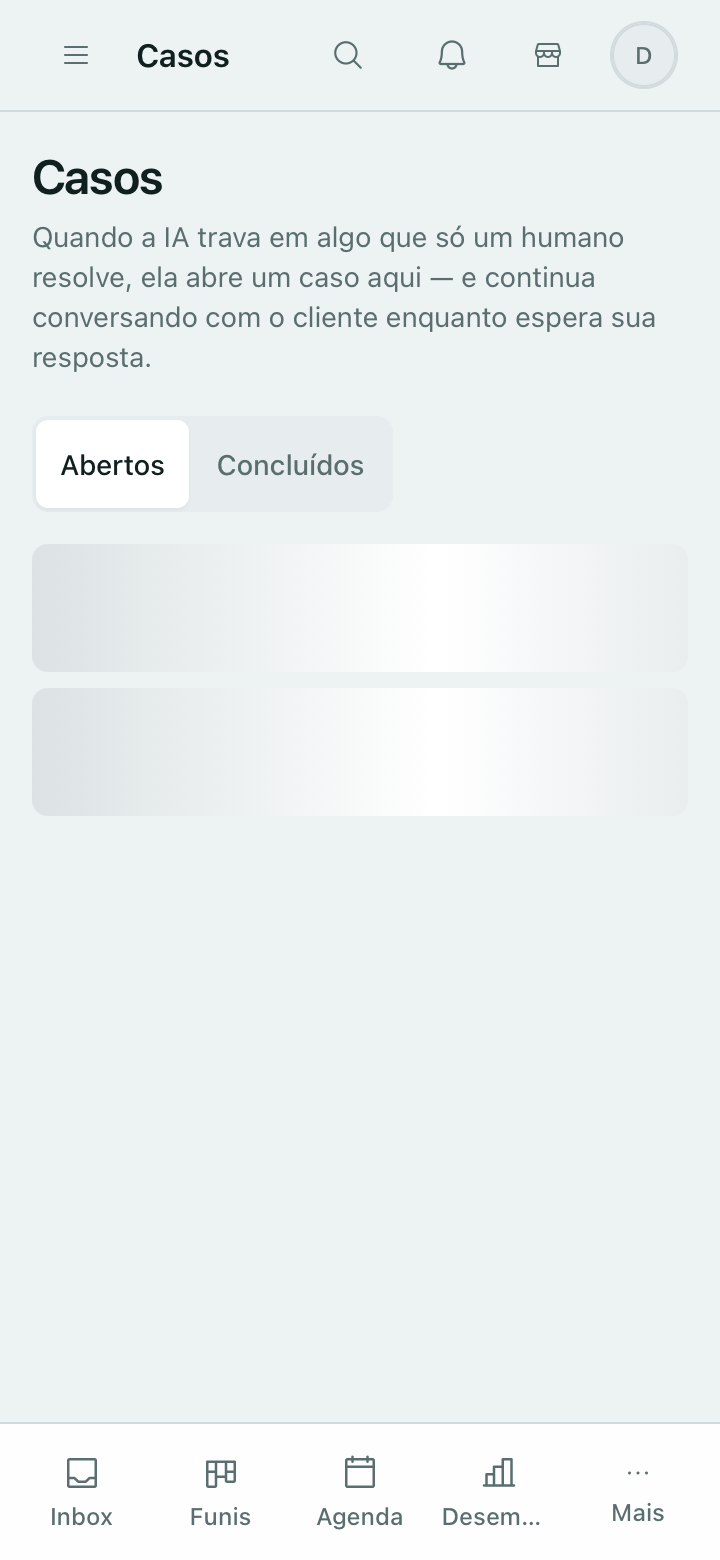 Casos
D
Casos
Quando a IA trava em algo que só um humano
resolve, ela abre um caso aqui — e continua
conversando com o cliente enquanto espera sua
resposta.
Abertos
Concluídos
Inbox
Funis
Agenda
Desem...
Mais